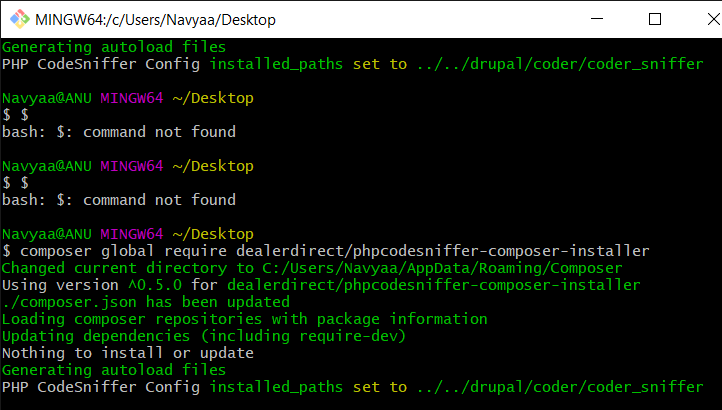 MINGW64:/c/Users/Navyaa/Desktop
Generating autoload files
PHP CodeSniffer Config installed_paths set to ../../drupal/coder/coder_sniffer
Navyaa@ANU MINGW64 ~/Desktop
$ $
bash: $: command not found
Navyaa@ANU MINGW64 ~/Desktop
$ $
bash: $: command not found
Navyaa@ANU MINGW64 ~/Desktop
$ composer global require dealerdirect/phpcodesniffer-composer-installer
Changed current directory to C:/Users/Navyaa/AppData/Roaming/Composer
Using version ^0.5.0 for dealerdirect/phpcodesniffer-composer-installer
./composer.json has been updated
Loading composer repositories with package information
Updating dependencies (including require-dev)
Nothing to install or update
Generating autoload files
PHP CodeSniffer Config installed_paths set to ../../drupal/coder/coder_sniffer